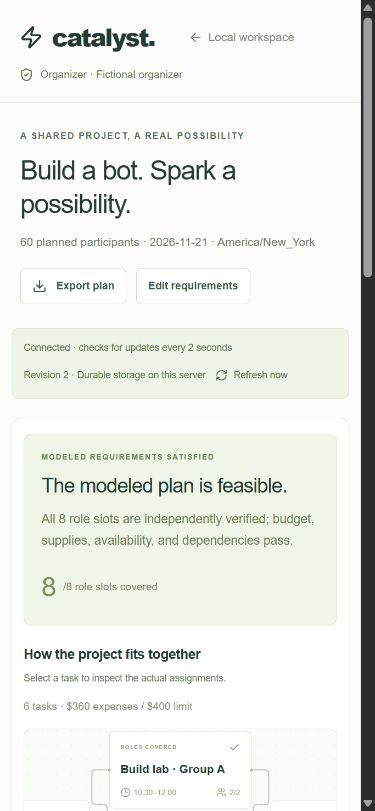 catalyst.
Local workspace
Organizer · Fictional organizer
A SHARED PROJECT, A REAL POSSIBILITY
Build a bot. Spark a
possibility.
60 planned participants · 2026-11-21 · America/New_York
Export plan
Edit requirements
Connected · checks for updates every 2 seconds
Revision 2 · Durable storage on this server
Refresh now
MODELED REQUIREMENTS SATISFIED
The modeled plan is feasible.
All 8 role slots are independently verified; budget,
supplies, availability, and dependencies pass.
8 /8 role slots covered
How the project fits together
Select a task to inspect the actual assignments.
6 tasks · $360 expenses / $400 limit
ROLES COVERED
Build lab · Group A
10:30–12:00
2/2